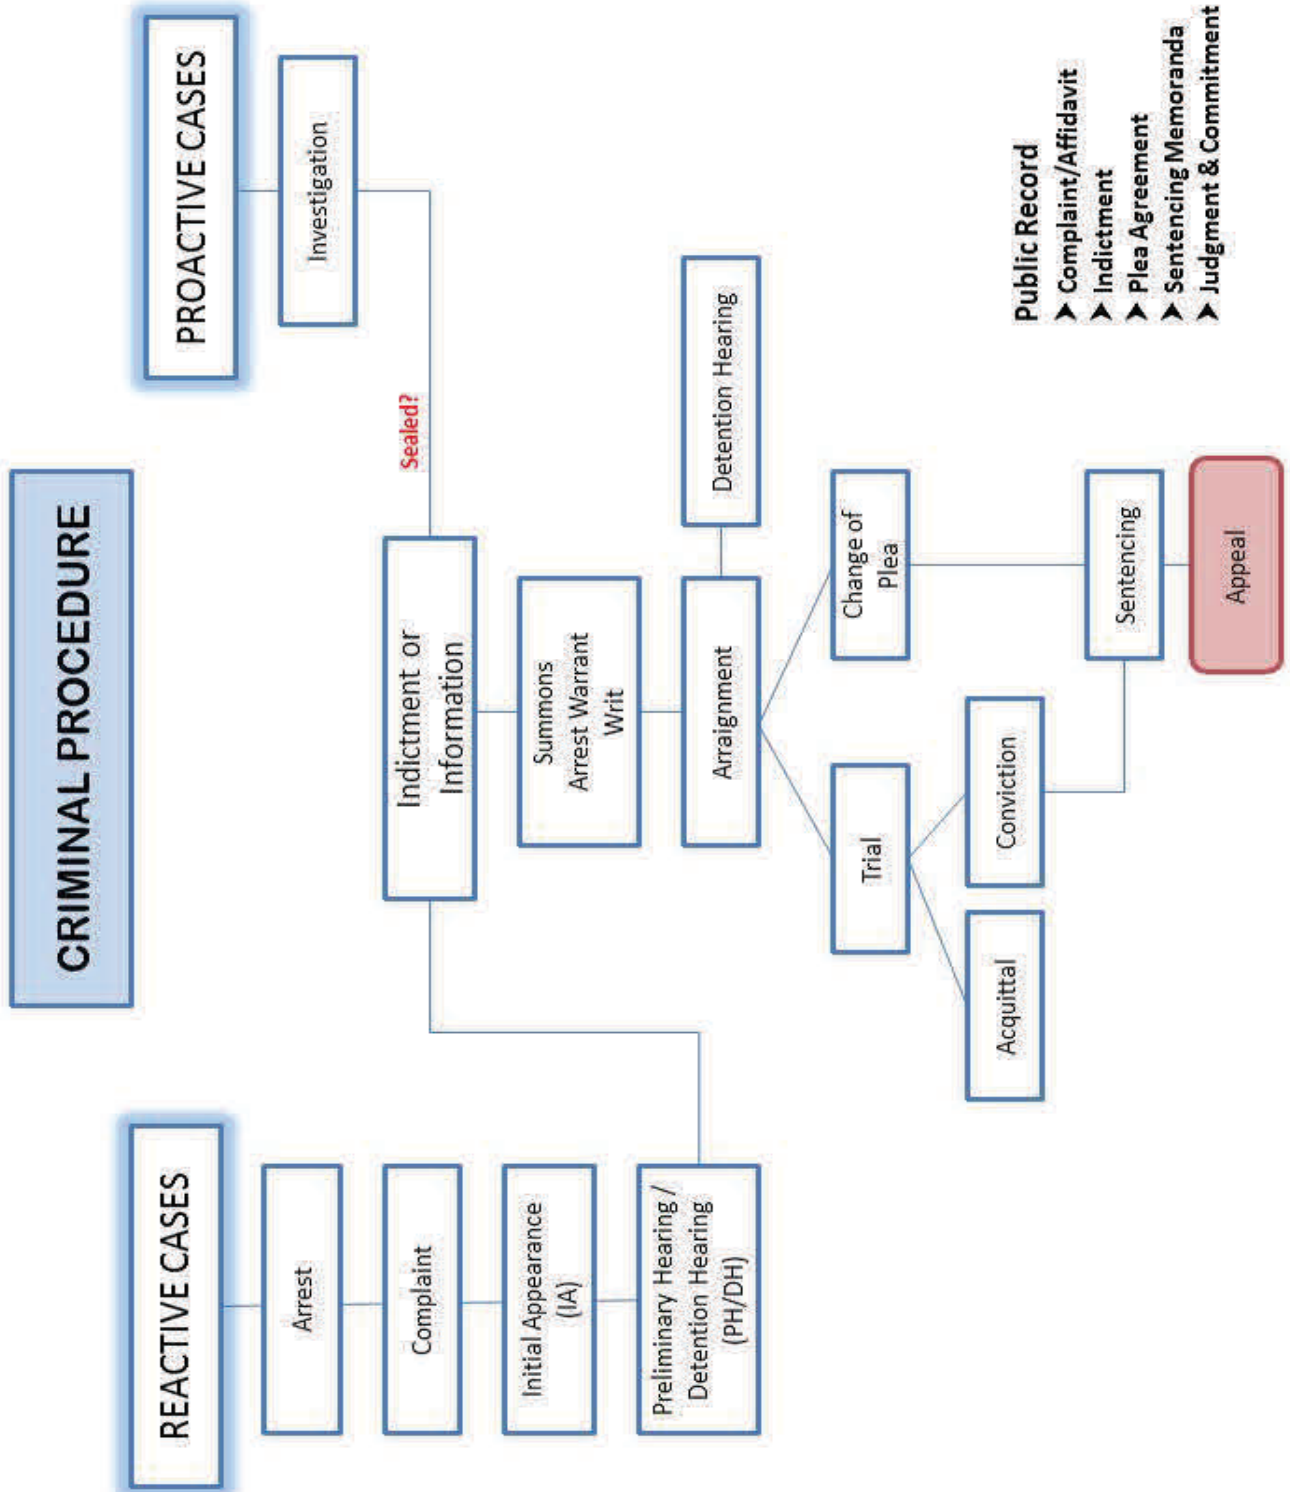 CRIMINAL PROCEDURE
REACTIVE CASES
Arrest
Complaint
Initial Appearance
(IA)
Preliminary Hearing /
Detention Hearing
(PH/DH)
PROACTIVE CASES
Investigation
Sealed?
Indictment or
Information
Summons
Arrest Warrant
Writ
Arraignment
Detention Hearing
Trial
Change of
Plea
Acquittal
Conviction
Sentencing
Appeal
Public Record
➤ Complaint/Affidavit
➤ Indictment
➤ Plea Agreement
➤ Sentencing Memoranda
➤ Judgment & Commitment